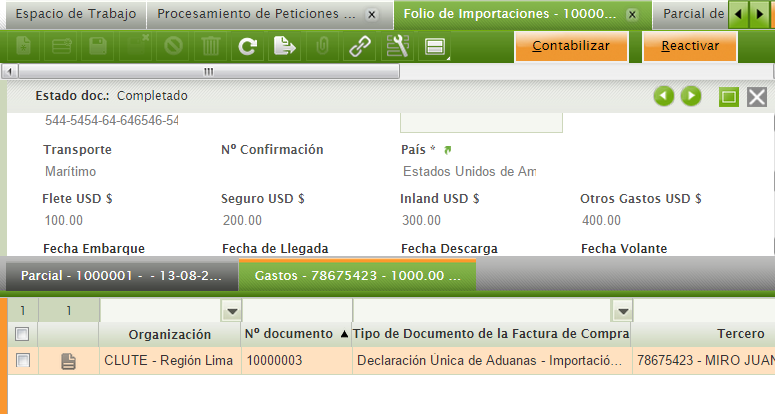 Espacio de Trabajo Procesamiento de Peticiones ... x Folio de Importaciones - 10000... x Parcial de
Contabilizar Reactivar
Estado doc.: Completado
544-5454-64-646546-54
Transporte Nº Confirmación País *
Marítimo Estados Unidos de Am
Flete USD $ Seguro USD $ Inland USD $ Otros Gastos USD $
100.00 200.00 300.00 400.00
Fecha Embarque Fecha de Llegada Fecha Descarga Fecha Volante
Parcial - 1000001 - - 13-08-2... Gastos - 78675423 - 1000.00 ...
1 1
Organización Nº documento Tipo de Documento de la Factura de Compra Tercero
CLUTE - Región Lima 10000003 Declaración Única de Aduanas - Importació... 78675423 - MIRO JUAN